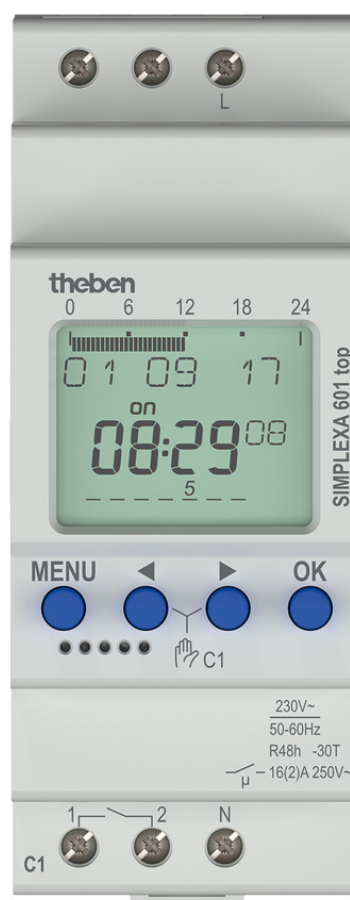 L
theben
0 6 12 18 24
01 09 17
on
08:29 08
5
SIMPLEXA 601 top
MENU ◄ ► OK
C1
230V~
50-60Hz
R48h -30T
µ 16(2)A 250V~
1 2 N
C1